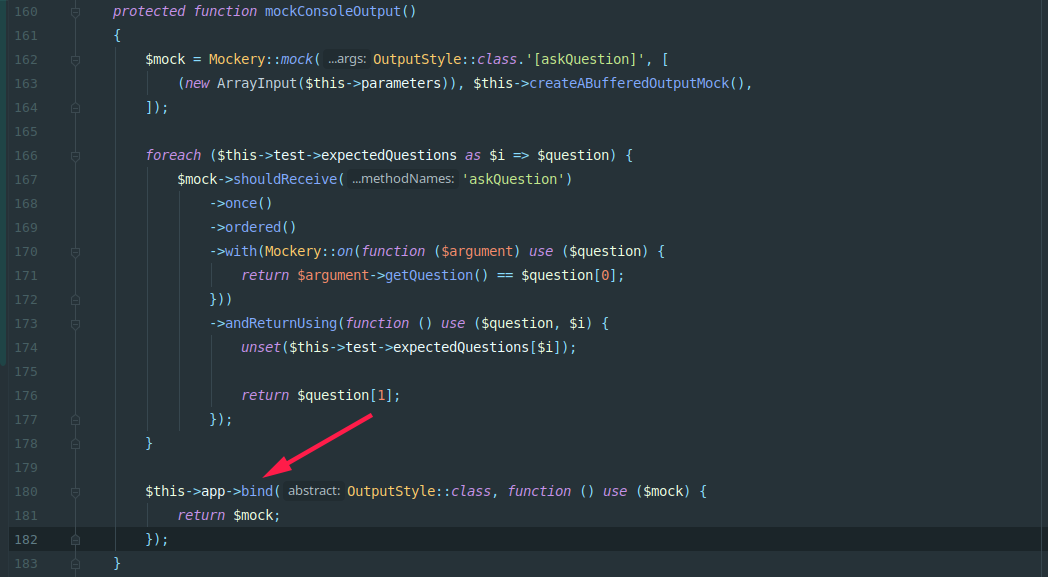 160 protected function mockConsoleOutput()
161 {
162 $mock = Mockery::mock( ...args: OutputStyle::class.'[askQuestion]', [
163 (new ArrayInput($this->parameters)), $this->createABufferedOutputMock(),
164 ]);
165
166 foreach ($this->test->expectedQuestions as $i => $question) {
167 $mock->shouldReceive( ...methodNames: 'askQuestion')
168 ->once()
169 ->ordered()
170 ->with(Mockery::on(function ($argument) use ($question) {
171 return $argument->getQuestion() == $question[0];
172 }))
173 ->andReturnUsing(function () use ($question, $i) {
174 unset($this->test->expectedQuestions[$i]);
175
176 return $question[1];
177 });
178 }
179
180 $this->app->bind( abstract: OutputStyle::class, function () use ($mock) {
181 return $mock;
182 });
183 }